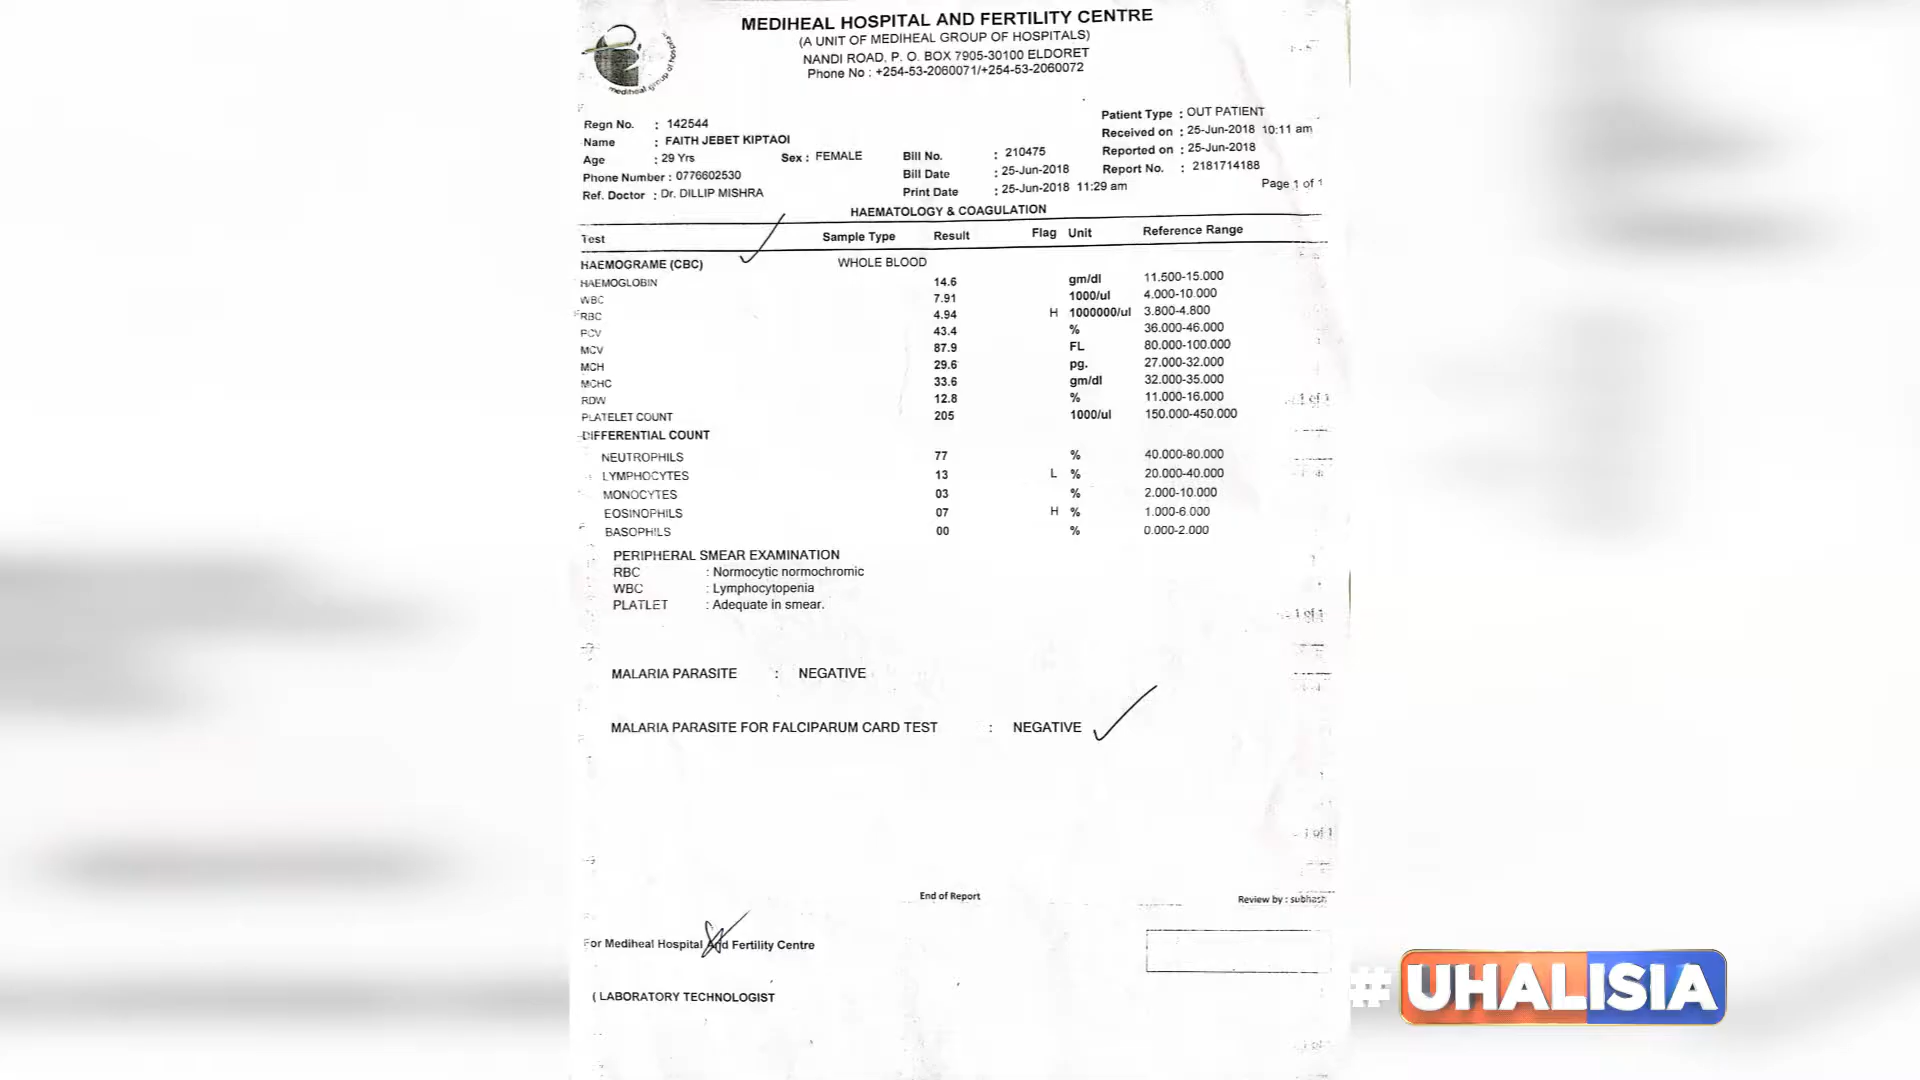 MEDIHEAL HOSPITAL AND FERTILITY CENTRE
(A UNIT OF MEDIHEAL GROUP OF HOSPITALS)
NANDI ROAD, P. O. BOX 7905-30100 ELDORET
Phone No : +254-53-2060071/+254-53-2060072
mediheal group of hospitals
Patient Type : OUT PATIENT
Regn No. : 142544 Received on : 25-Jun-2018 10:11 am
Name : FAITH JEBET KIPTAOI
Age : 29 Yrs Sex : FEMALE Bill No. : 210475 Reported on : 25-Jun-2018
Phone Number : 0776602530 Bill Date : 25-Jun-2018 Report No. : 2181714188
Ref. Doctor : Dr. DILLIP MISHRA Print Date : 25-Jun-2018 11:29 am Page 1 of 1
HAEMATOLOGY & COAGULATION
Test Sample Type Result Flag Unit Reference Range
HAEMOGRAME (CBC) WHOLE BLOOD
HAEMOGLOBIN 14.6 gm/dl 11.500-15.000
WBC 7.91 1000/ul 4.000-10.000
RBC 4.94 H 1000000/ul 3.800-4.800
PCV 43.4 % 36.000-46.000
MCV 87.9 FL 80.000-100.000
MCH 29.6 pg. 27.000-32.000
MCHC 33.6 gm/dl 32.000-35.000
RDW 12.8 % 11.000-16.000
PLATELET COUNT 205 1000/ul 150.000-450.000
DIFFERENTIAL COUNT
NEUTROPHILS 77 % 40.000-80.000
LYMPHOCYTES 13 L % 20.000-40.000
MONOCYTES 03 % 2.000-10.000
EOSINOPHILS 07 H % 1.000-6.000
BASOPHILS 00 % 0.000-2.000
PERIPHERAL SMEAR EXAMINATION
RBC : Normocytic normochromic
WBC : Lymphocytopenia
PLATLET : Adequate in smear.
MALARIA PARASITE : NEGATIVE
MALARIA PARASITE FOR FALCIPARUM CARD TEST : NEGATIVE
End of Report
Review by : subhash
For Mediheal Hospital And Fertility Centre
( LABORATORY TECHNOLOGIST
# UHALISIA